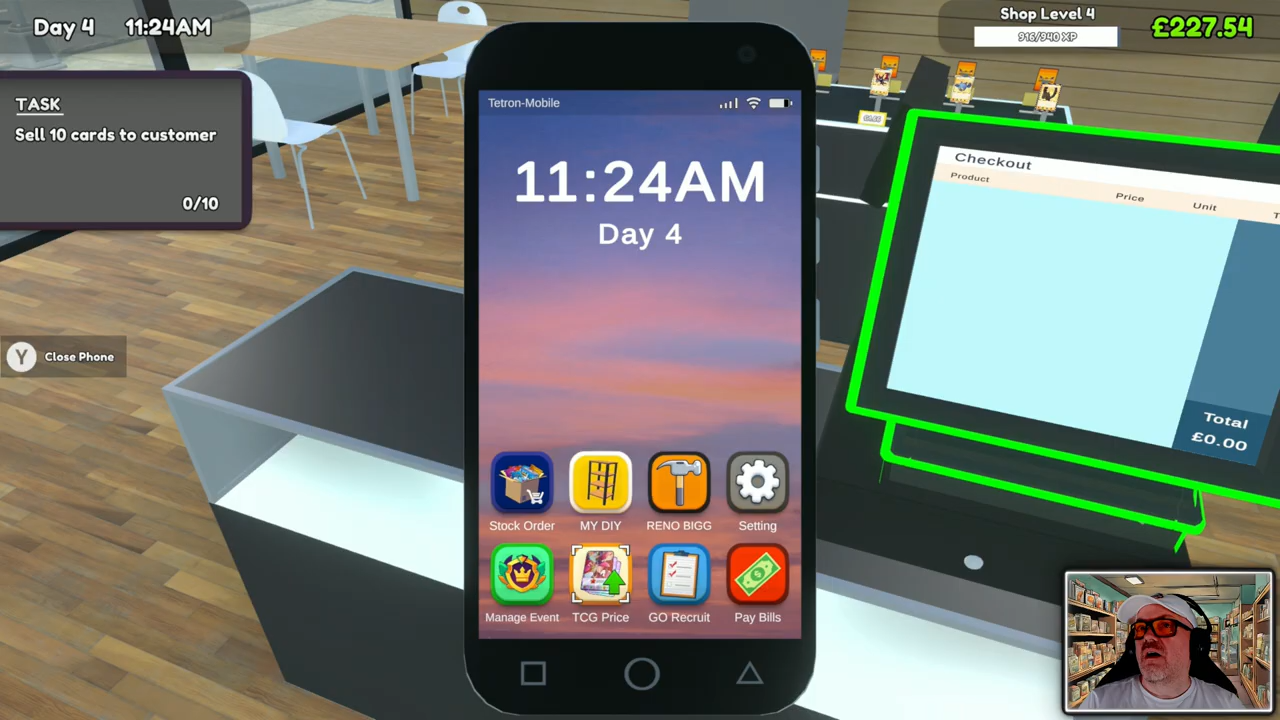 Day 4 11:24AM
Shop Level 4
916/940 XP
£227.54
TASK
Sell 10 cards to customer
0/10
Y Close Phone
Tetron-Mobile
11:24AM
Day 4
Stock Order MY DIY RENO BIGG Setting
Manage Event TCG Price GO Recruit Pay Bills
Checkout
Product Price Unit
Total
£0.00